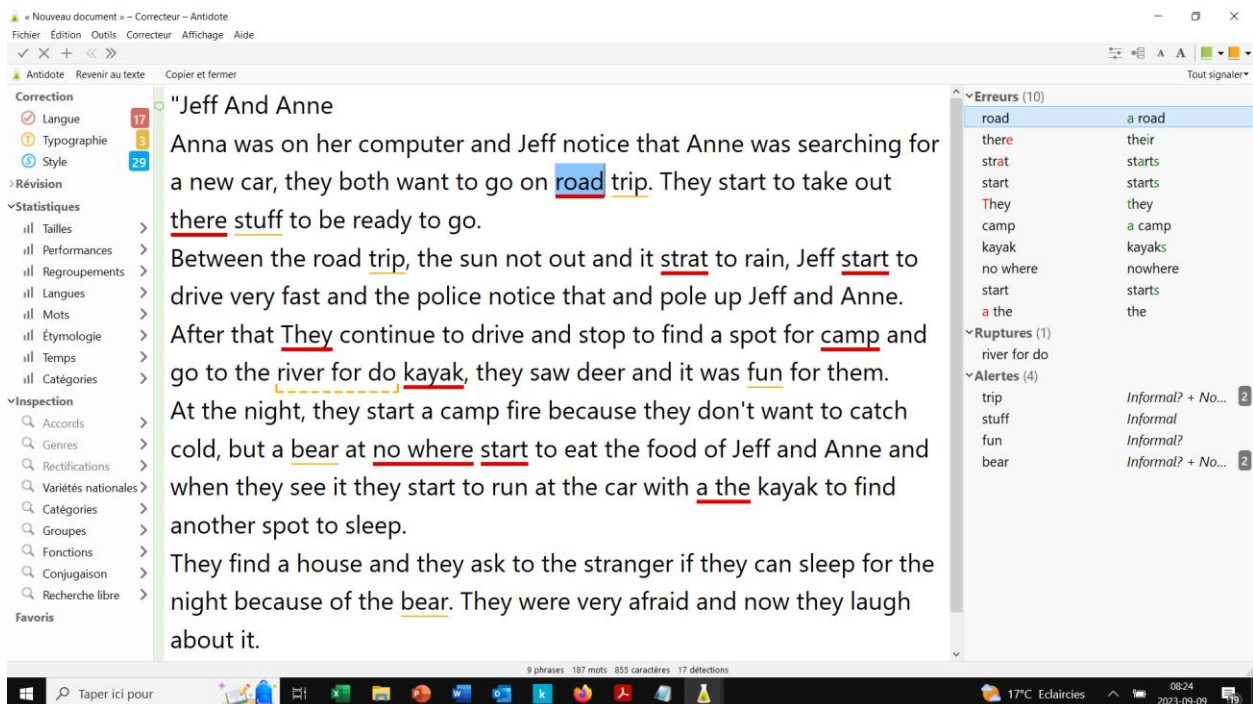 « Nouveau document » – Correcteur – Antidote
Fichier Édition Outils Correcteur Affichage Aide
A A
Antidote Revenir au texte Copier et fermer Tout signaler
Correction
Langue 17
Typographie 3
Style 29
Révision
Statistiques
Tailles
Performances
Regroupements
Langues
Mots
Étymologie
Temps
Catégories
Inspection
Accords
Genres
Rectifications
Variétés nationales
Catégories
Groupes
Fonctions
Conjugaison
Recherche libre
Favoris
"Jeff And Anne
Anna was on her computer and Jeff notice that Anne was searching for
a new car, they both want to go on road trip. They start to take out
there stuff to be ready to go.
Between the road trip, the sun not out and it strat to rain, Jeff start to
drive very fast and the police notice that and pole up Jeff and Anne.
After that They continue to drive and stop to find a spot for camp and
go to the river for do kayak, they saw deer and it was fun for them.
At the night, they start a camp fire because they don't want to catch
cold, but a bear at no where start to eat the food of Jeff and Anne and
when they see it they start to run at the car with a the kayak to find
another spot to sleep.
They find a house and they ask to the stranger if they can sleep for the
night because of the bear. They were very afraid and now they laugh
about it.
Erreurs (10)
road a road
there their
strat starts
start starts
They they
camp a camp
kayak kayaks
no where nowhere
start starts
a the the
Ruptures (1)
river for do
Alertes (4)
trip Informal? + No... 2
stuff Informal
fun Informal?
bear Informal? + No... 2
9 phrases 187 mots 855 caractères 17 détections
Taper ici pour
17°C Eclaircies
08:24
2023-09-09
19